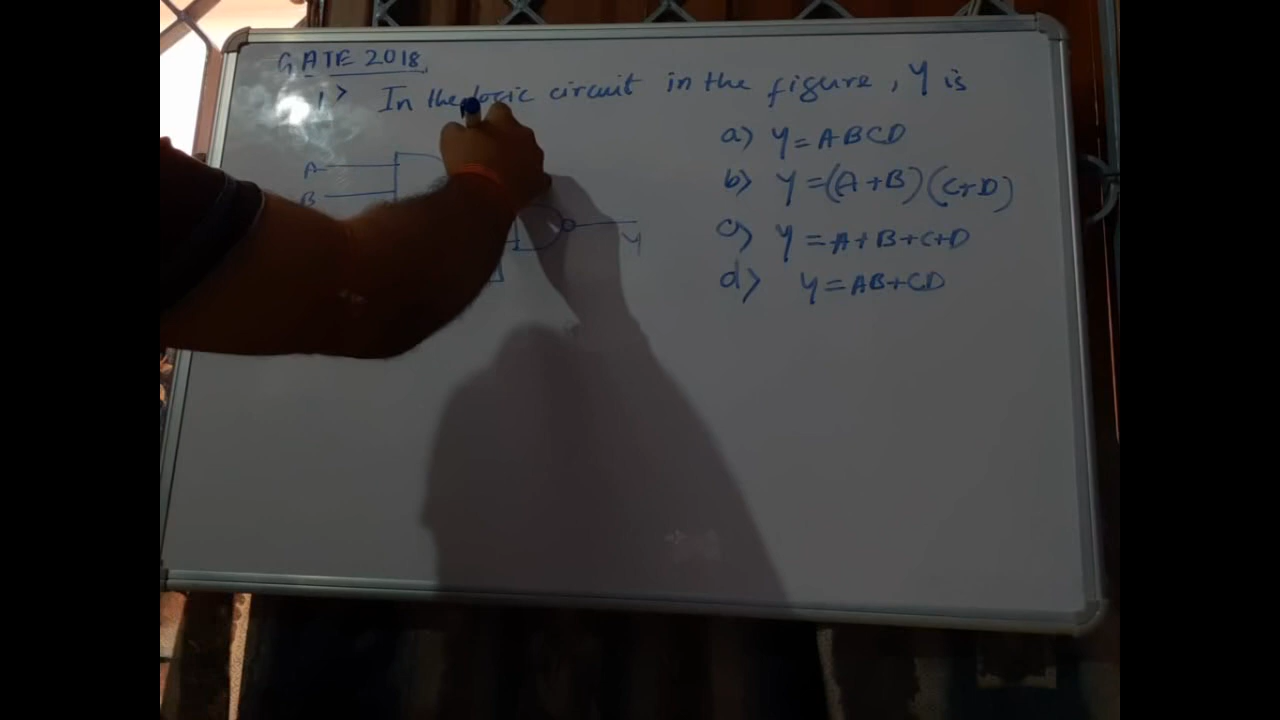 GATE 2018
1> In the logic circuit in the figure, Y is
A
B
Y
a) Y = ABCD
b) Y = (A+B) (C+D)
c) Y = A+B+C+D
d) Y = AB+CD